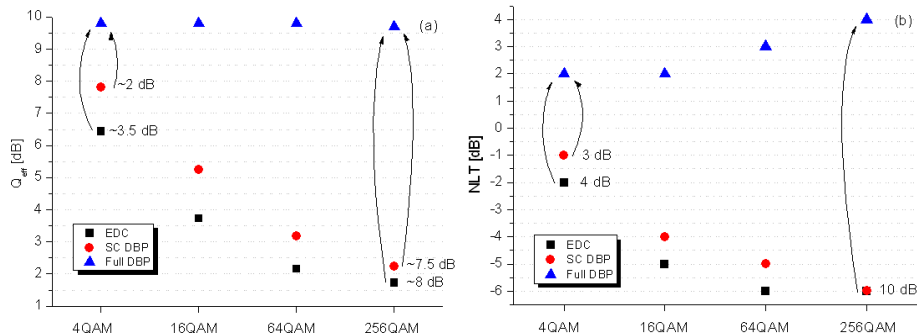 10
9
8
7
6
5
4
3
2
1
Q_eff [dB]
(a)
~2 dB
~3.5 dB
~7.5 dB
~8 dB
EDC
SC DBP
Full DBP
4QAM 16QAM 64QAM 256QAM
4
3
2
1
0
-1
-2
-3
-4
-5
-6
NLT [dB]
(b)
3 dB
4 dB
10 dB
EDC
SC DBP
Full DBP
4QAM 16QAM 64QAM 256QAM